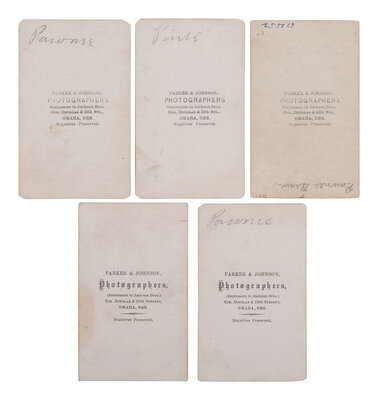 Pawnee
PARKER & JOHNSON,
PHOTOGRAPHERS
Successors to Jackson Bros.
COR. DOUGLAS & 15th STS.,
OMAHA, NEB.
Negatives Preserved.
PARKER & JOHNSON,
PHOTOGRAPHERS
Successors to Jackson Bros.
COR. DOUGLAS & 15th STS.,
OMAHA, NEB.
Negatives Preserved.
PARKER & JOHNSON,
PHOTOGRAPHERS
Successors to Jackson Bros.
COR. DOUGLAS & 15th STS.,
OMAHA, NEB.
Negatives Preserved.
Pawnee
PARKER & JOHNSON,
Photographers,
(Successors to Jackson Bros.)
COR. DOUGLAS & 15th STREETS,
OMAHA, NEB.
Negatives Preserved.
Pawnee
PARKER & JOHNSON,
Photographers,
(Successors to Jackson Bros.)
COR. DOUGLAS & 15th STREETS,
OMAHA, NEB.
Negatives Preserved.